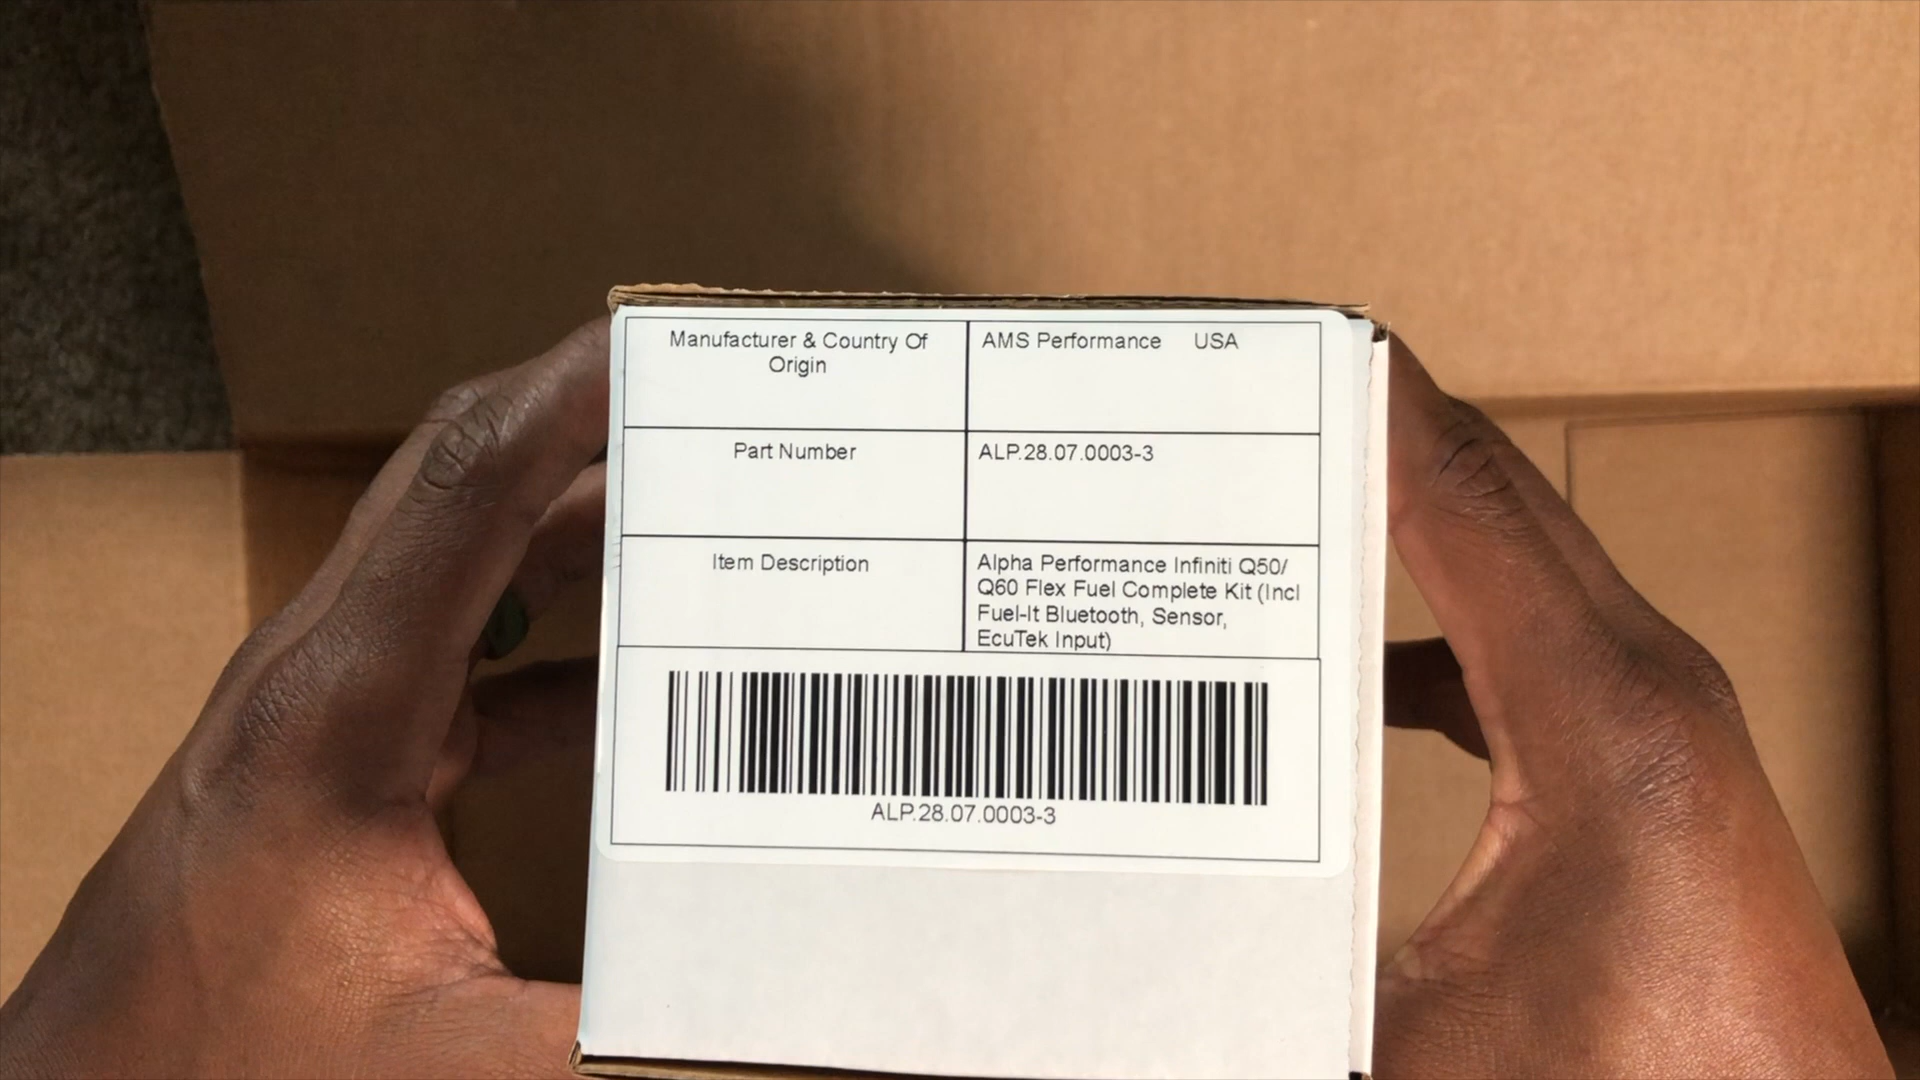 Manufacturer & Country Of
Origin
AMS Performance USA
Part Number
ALP.28.07.0003-3
Item Description
Alpha Performance Infiniti Q50/
Q60 Flex Fuel Complete Kit (Incl
Fuel-It Bluetooth, Sensor,
EcuTek Input)
ALP.28.07.0003-3